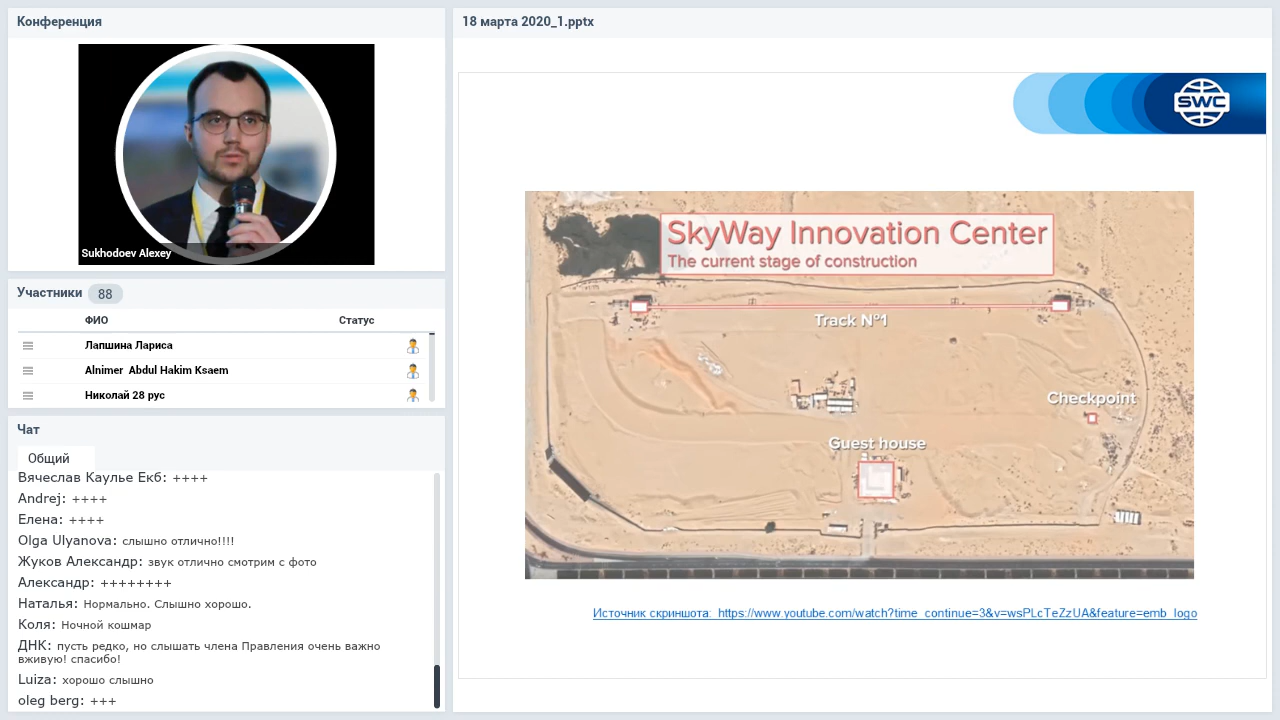 Конференция
Sukhodoev Alexey
Участники 88
ФИО Статус
Лапшина Лариса
Alnimer Abdul Hakim Ksaem
Николай 28 рус
Чат
Общий
Вячеслав Каулье Екб: ++++
Andrej: ++++
Елена: ++++
Olga Ulyanova: слышно отлично!!!!
Жуков Александр: звук отлично смотрим с фото
Александр: ++++++++
Наталья: Нормально. Слышно хорошо.
Коля: Ночной кошмар
ДНК: пусть редко, но слышать члена Правления очень важно
вживую! спасибо!
Luiza: хорошо слышно
oleg berg: +++
18 марта 2020_1.pptx
SWC
SkyWay Innovation Center
The current stage of construction
Track Nº1
Checkpoint
Guest house
Источник скриншота: https://www.youtube.com/watch?time_continue=3&v=wsPLcTeZzUA&feature=emb_logo